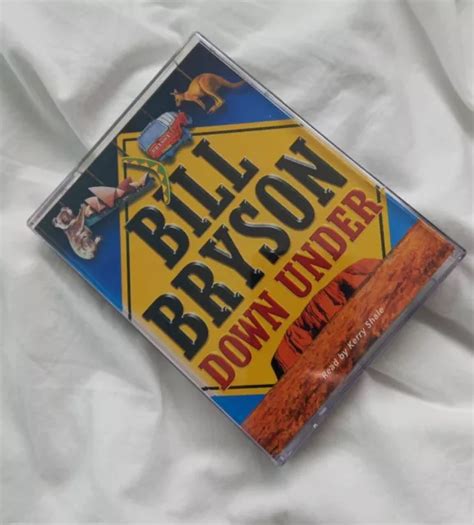 BILL
BRYSON
DOWN UNDER
Read by Kerry Shale